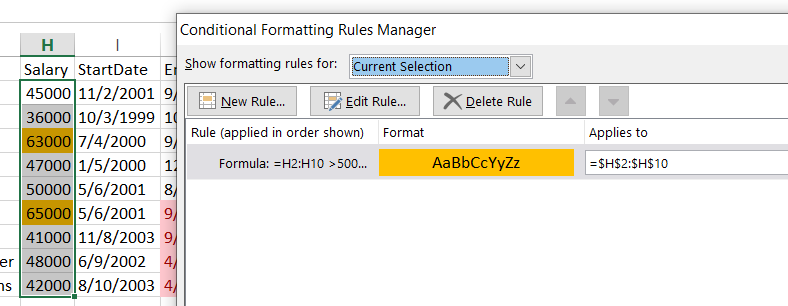 Conditional Formatting Rules Manager
H I
Show formatting rules for: Current Selection
Salary StartDate En
45000 11/2/2001 9/
New Rule... Edit Rule... Delete Rule
36000 10/3/1999 10
63000 7/4/2000 9/
Rule (applied in order shown) Format Applies to
47000 1/5/2000 12
Formula: =H2:H10 >500... AaBbCcYyZz =$H$2:$H$10
50000 5/6/2001 8/
65000 5/6/2001 9/
41000 11/8/2003 9/
er 48000 6/9/2002 4/
ns 42000 8/10/2003 4/